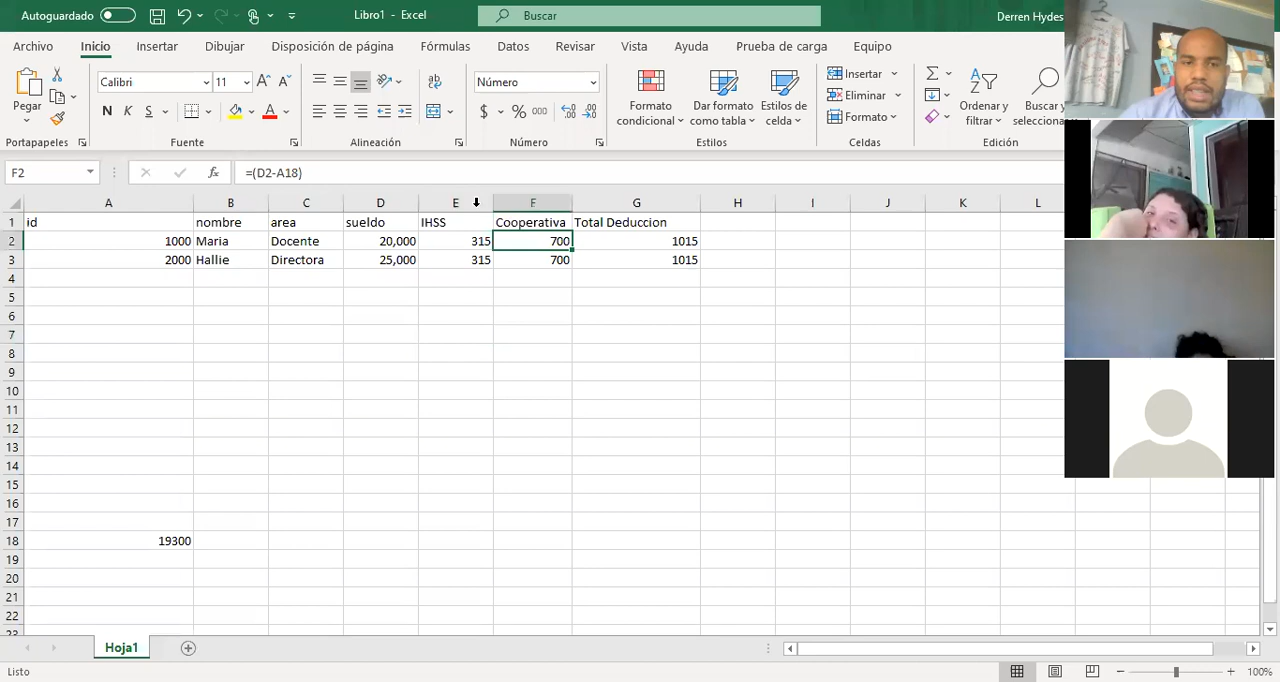 Autoguardado
Libro1 - Excel
Buscar
Derren Hydes
Archivo Inicio Insertar Dibujar Disposición de página Fórmulas Datos Revisar Vista Ayuda Prueba de carga Equipo
Pegar
Calibri 11
N K S
Número
$ % 000
Formato condicional
Dar formato como tabla
Estilos de celda
Insertar
Eliminar
Formato
Ordenar y filtrar
Buscar y selecciona
Portapapeles Fuente Alineación Número Estilos Celdas Edición
F2 fx =(D2-A18)
A B C D E F G H I J K L
1 id nombre area sueldo IHSS Cooperativa Total Deduccion
2 1000 Maria Docente 20,000 315 700 1015
3 2000 Hallie Directora 25,000 315 700 1015
4
5
6
7
8
9
10
11
12
13
14
15
16
17
18 19300
19
20
21
22
23
Hoja1
Listo
100%